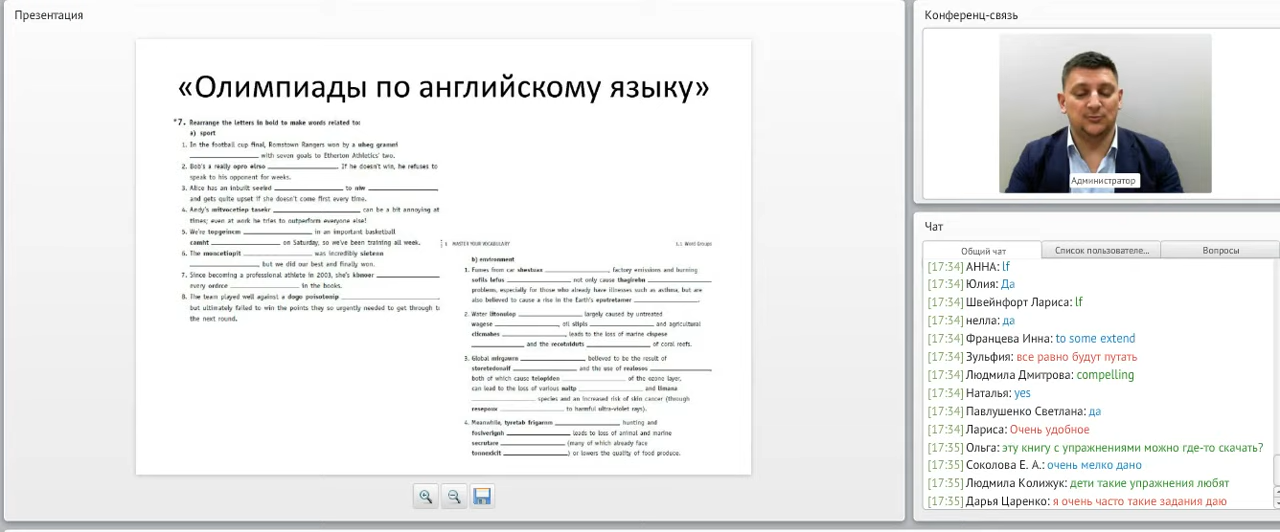 Презентация
«Олимпиады по английскому языку»
*7. Rearrange the letters in bold to make words related to:
a) sport
1. In the football cup final, Romstown Rangers won by a
with seven goals to Etherton Athletics' two.
2. Bob's a really opro elrso If he doesn't win, he refuses to
speak to his opponent for weeks.
3. Alice has an inbuilt to
and gets quite upset if she doesn't come first every time.
4. Andy's can be a bit annoying at
times; even at work he tries to outperform everyone else!
5. We're in an important basketball
on Saturday, so we've been training all week.
6. The was incredibly
but we did our best and finally won.
7. Since becoming a professional athlete in 2003, she's
every in the books.
8. The team played well against a
but ultimately failed to win the points they so urgently needed to get through to
the next round.
MASTER YOUR VOCABULARY
1.1 Word Groups
b) environment
1. Fumes from car factory emissions and burning
not only cause
problems, especially for those who already have illnesses such as asthma, but are
also believed to cause a rise in the Earth's
2. Water largely caused by untreated
oil and agricultural
leads to the loss of marine
and the of coral reefs.
3. Global believed to be the result of
and the use of
both of which cause of the ozone layer,
can lead to the loss of various and
species and an increased risk of skin cancer (through
to harmful ultra-violet rays).
4. Meanwhile, hunting and
leads to loss of animal and marine
(many of which already face
) or lowers the quality of food produce.
Конференц-связь
Администратор
Чат
Общий чат
Список пользователе...
Вопросы
[17:34] АННА: lf
[17:34] Юлия: Да
[17:34] Швейнфорт Лариса: lf
[17:34] нелла: да
[17:34] Францева Инна: to some extend
[17:34] Зульфия: все равно будут путать
[17:34] Людмила Дмитрова: compelling
[17:34] Наталья: yes
[17:34] Павлушенко Светлана: да
[17:34] Лариса: Очень удобное
[17:35] Ольга: эту книгу с упражнениями можно где-то скачать?
[17:35] Соколова Е. А.: очень мелко дано
[17:35] Людмила Колижук: дети такие упражнения любят
[17:35] Дарья Царенко: я очень часто такие задания даю